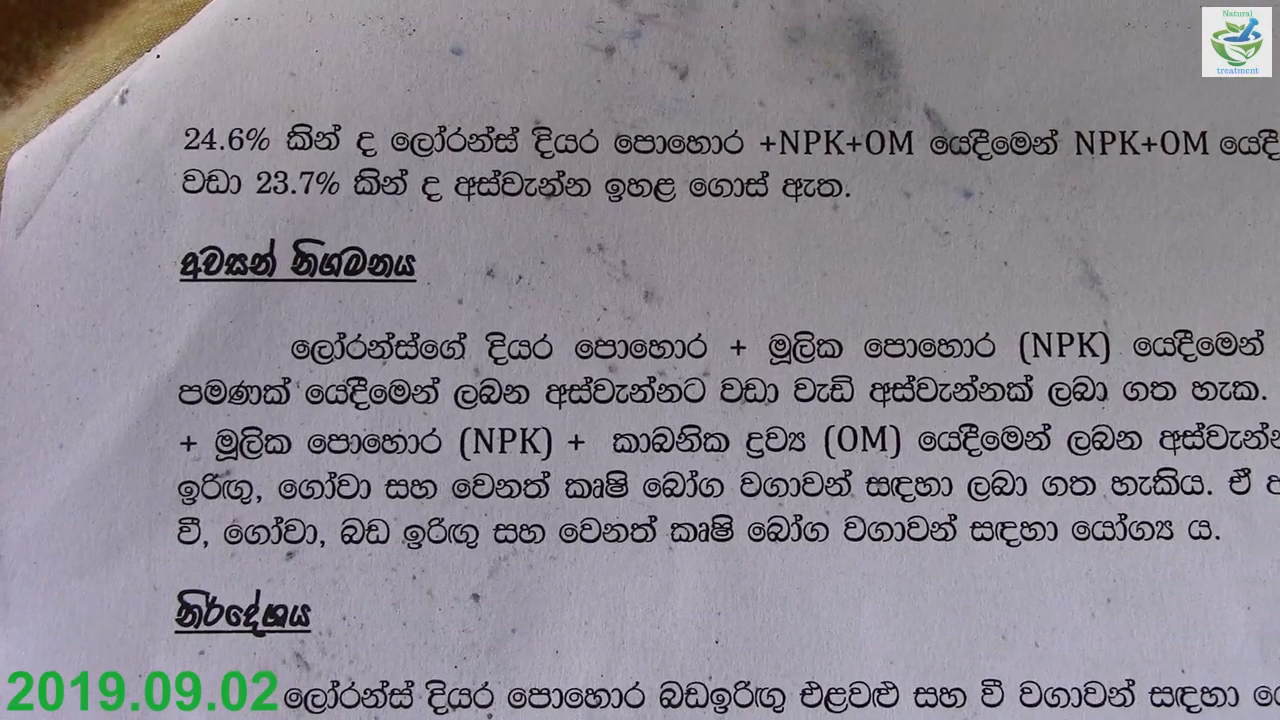 Natural
treatment
24.6% කින් ද ලෝරන්ස් දියර පොහොර +NPK+OM යෙදීමෙන් NPK+OM
වඩා 23.7% කින් ද අස්වැන්න ඉහළ ගොස් ඇත.
අවසන් නිගමනය
ලෝරන්ස්ගේ දියර පොහොර + මූලික පොහොර (NPK) යෙදීමෙන්
පමණක් යෙදීමෙන් ලබන අස්වැන්නට වඩා වැඩි අස්වැන්නක් ලබා ගත හැක.
+ මූලික පොහොර (NPK) + කාබනික ද්‍රව්‍ය (OM) යෙදීමෙන් ලබන
ඉරිඟු, ගෝවා සහ වෙනත් කෘෂි බෝග වගාවන් සඳහා ලබා ගත හැකිය. ඒ
වී, ගෝවා, බඩ ඉරිඟු සහ වෙනත් කෘෂි බෝග වගාවන් සඳහා යෝග්‍ය ය.
නිර්දේශය
2019.09.02 ලෝරන්ස් දියර පොහොර බඩඉරිඟු එළවළු සහ වී වගාවන් සඳහා